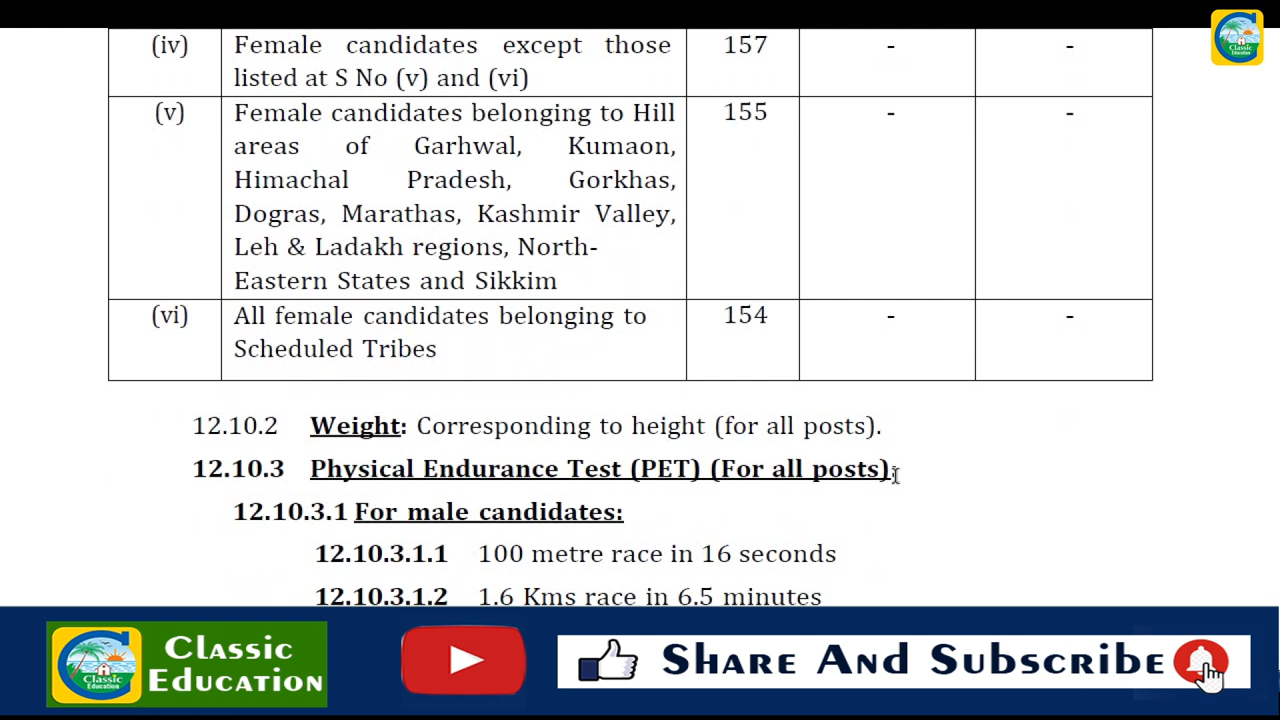 Classic
Education
(iv) Female candidates except those 157 - -
listed at S No (v) and (vi)
(v) Female candidates belonging to Hill 155 - -
areas of Garhwal, Kumaon,
Himachal Pradesh, Gorkhas,
Dogras, Marathas, Kashmir Valley,
Leh & Ladakh regions, North-
Eastern States and Sikkim
(vi) All female candidates belonging to 154 - -
Scheduled Tribes
12.10.2 Weight: Corresponding to height (for all posts).
12.10.3 Physical Endurance Test (PET) (For all posts)
12.10.3.1 For male candidates:
12.10.3.1.1 100 metre race in 16 seconds
12.10.3.1.2 1.6 Kms race in 6.5 minutes
Classic
Education
Classic
Education
Share And Subscribe